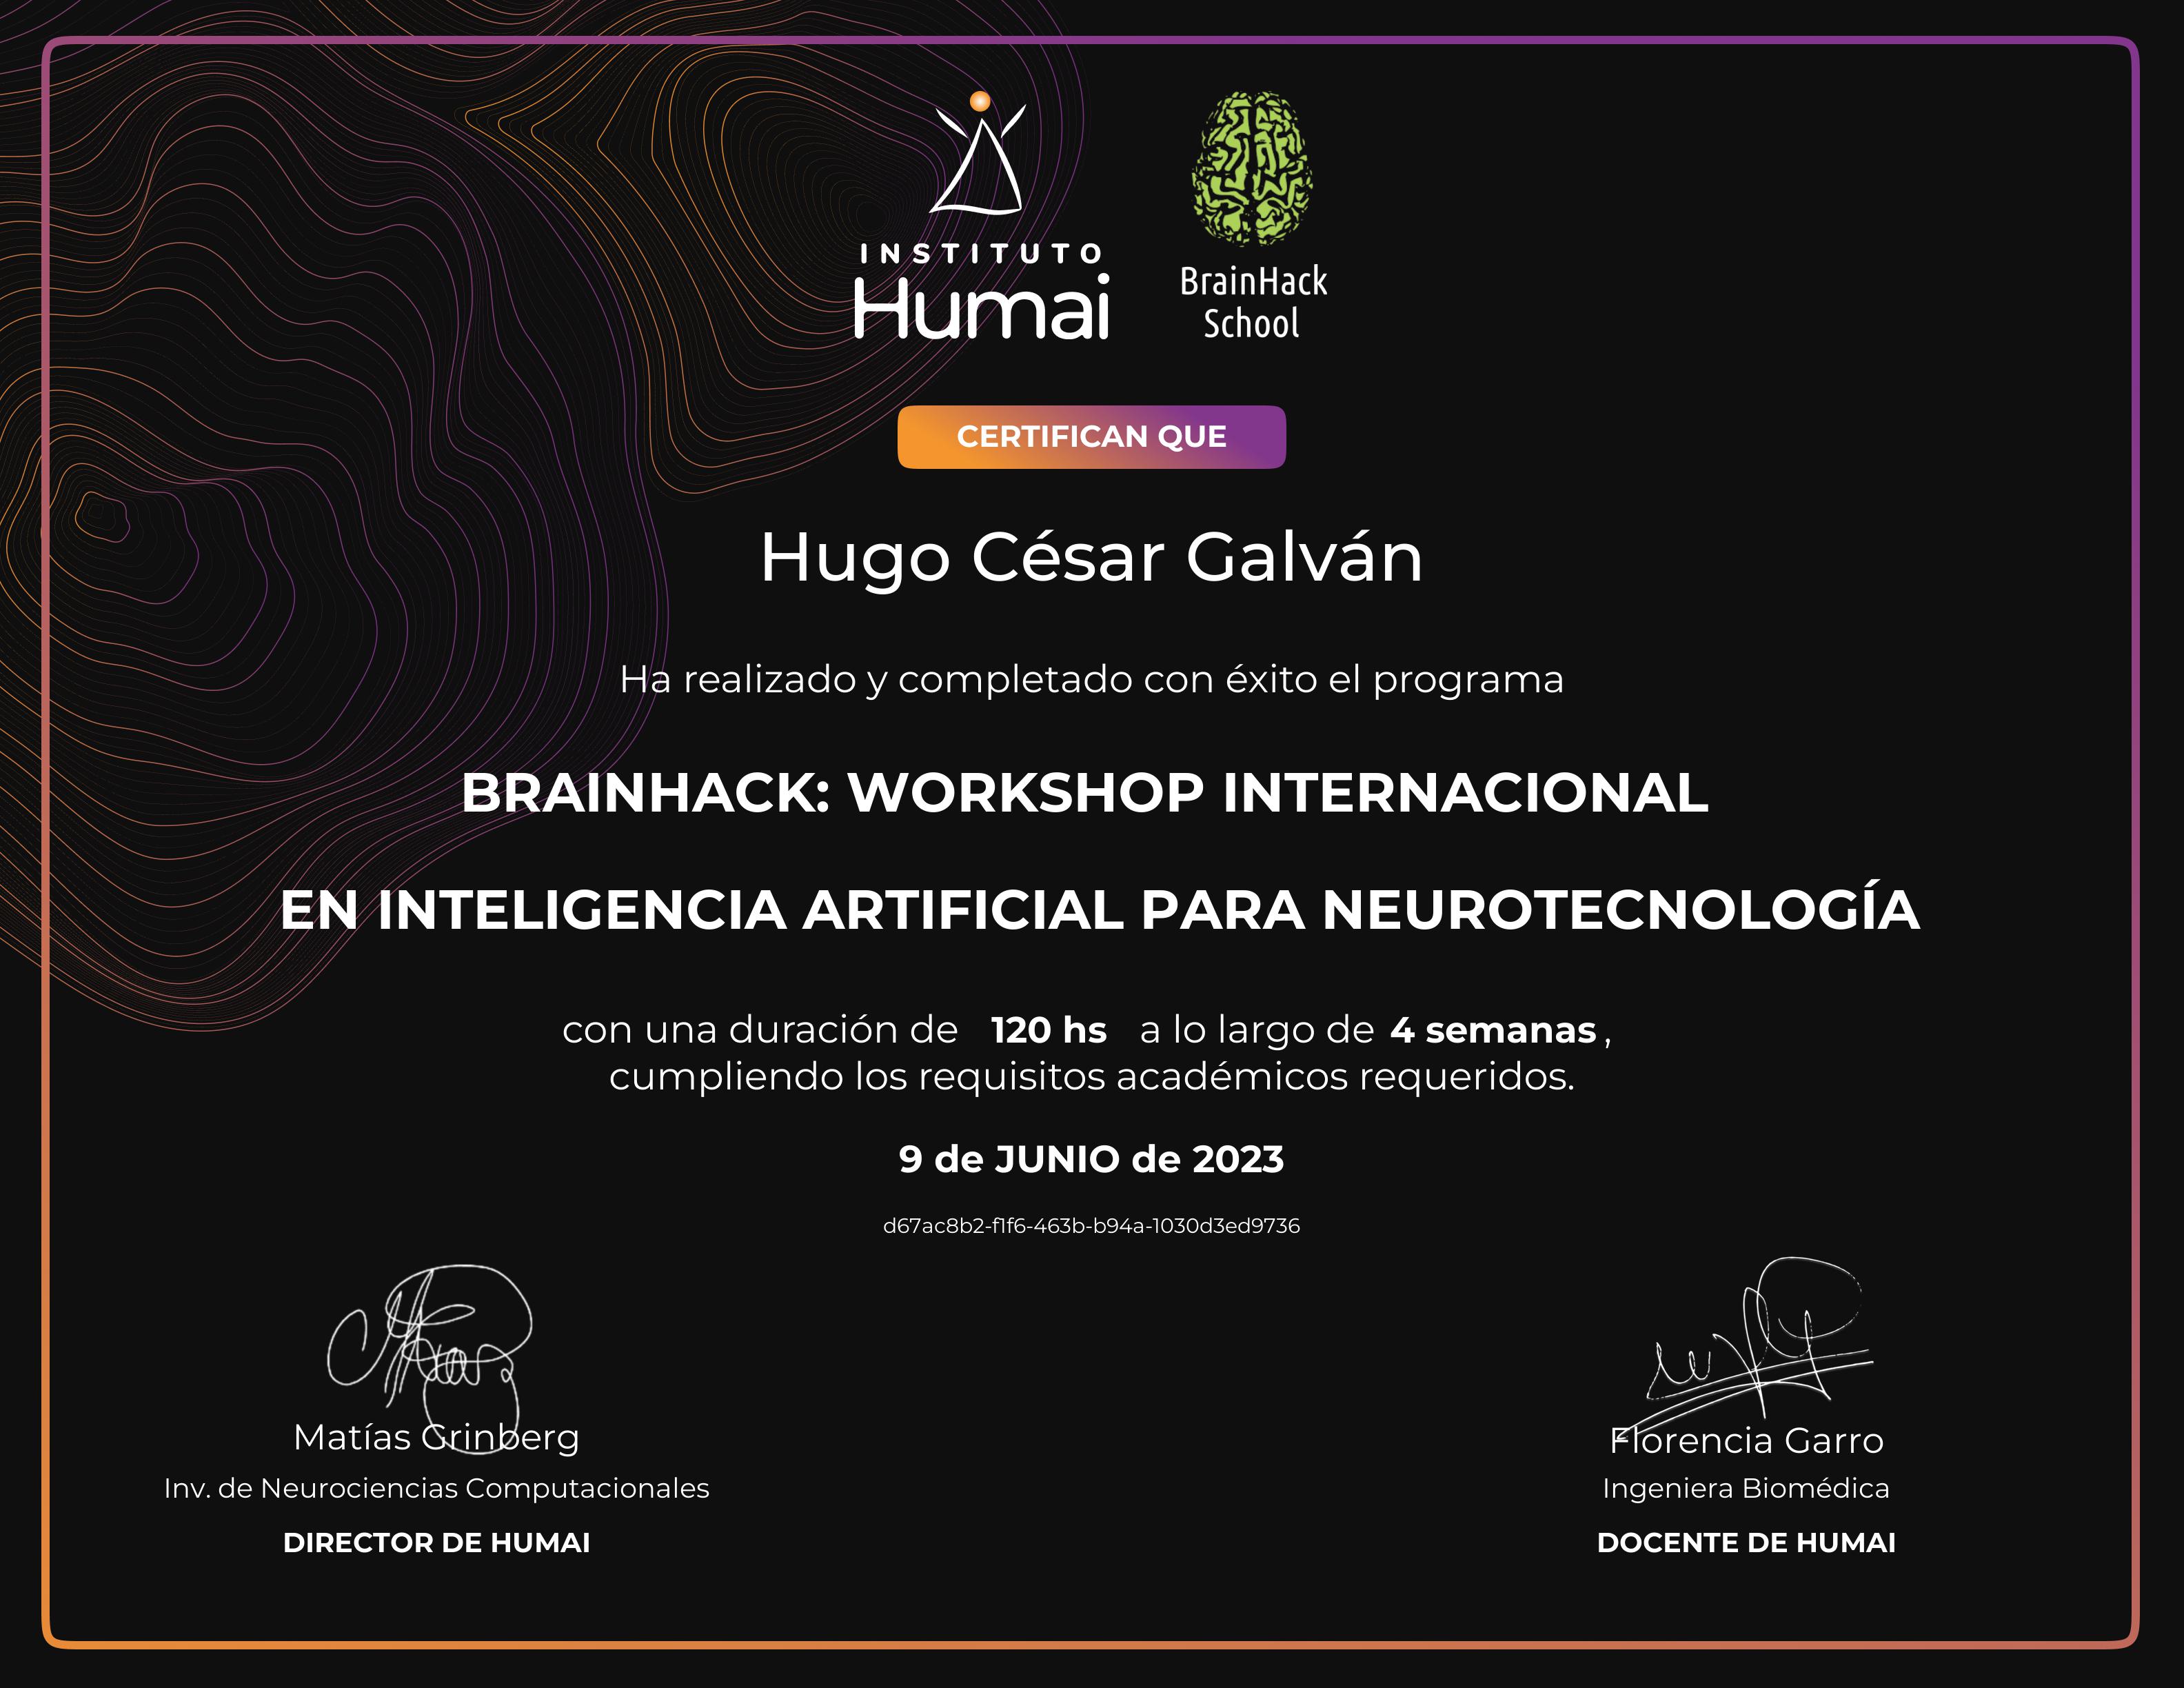 INSTITUTO
Humai
BrainHack
School
CERTIFICAN QUE
Hugo César Galván
Ha realizado y completado con éxito el programa
BRAINHACK: WORKSHOP INTERNACIONAL
EN INTELIGENCIA ARTIFICIAL PARA NEUROTECNOLOGÍA
con una duración de 120 hs a lo largo de 4 semanas,
cumpliendo los requisitos académicos requeridos.
9 de JUNIO de 2023
d67ac8b2-f1f6-463b-b94a-1030d3ed9736
Matías Grinberg
Inv. de Neurociencias Computacionales
DIRECTOR DE HUMAI
Florencia Garro
Ingeniera Biomédica
DOCENTE DE HUMAI